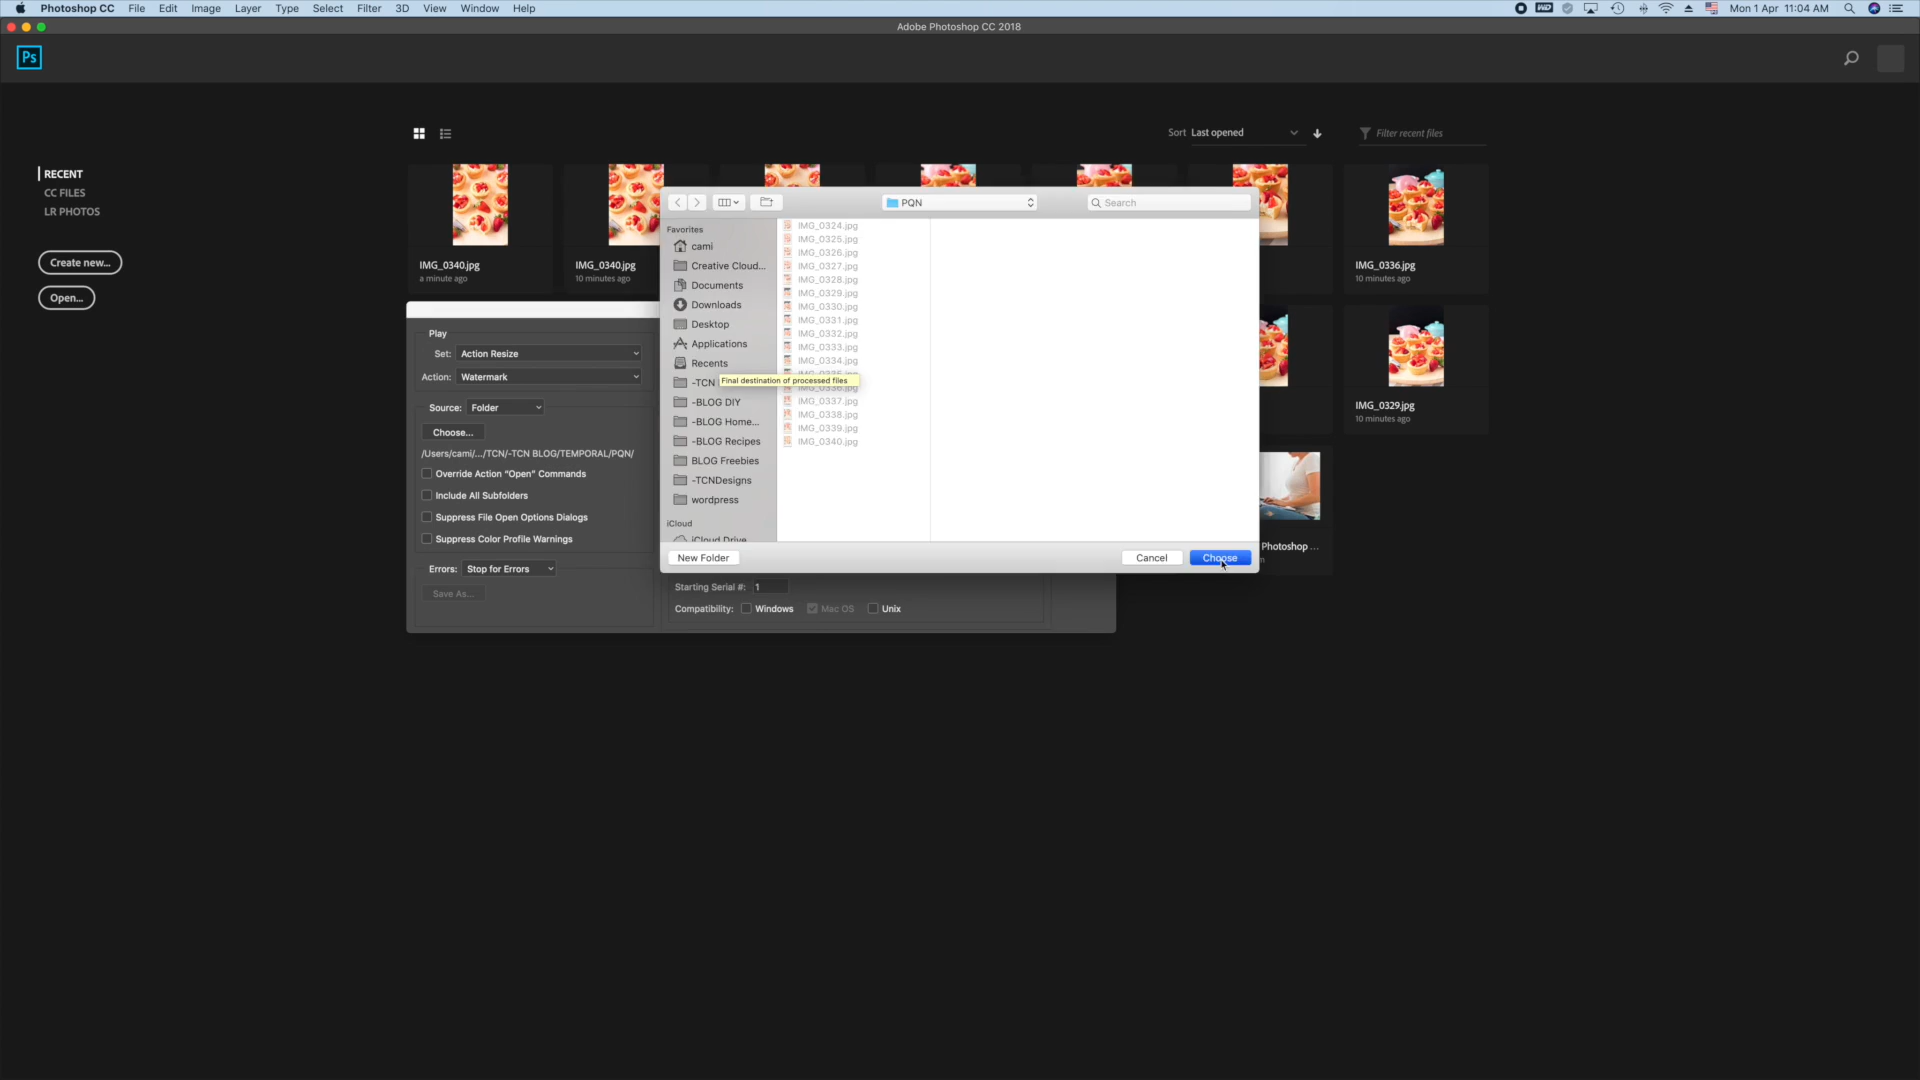 Photoshop CC File Edit Image Layer Type Select Filter 3D View Window Help
WD Mon 1 Apr 11:04 AM
Adobe Photoshop CC 2018
Ps
Sort Last opened
Filter recent files
RECENT
CC FILES
LR PHOTOS
Create new...
Open...
IMG_0340.jpg
a minute ago
IMG_0340.jpg
10 minutes ago
IMG_0336.jpg
10 minutes ago
IMG_0329.jpg
10 minutes ago
Photoshop ...
Play
Set: Action Resize
Action: Watermark
Source: Folder
Choose...
/Users/cami/.../TCN/-TCN BLOG/TEMPORAL/PQN/
Override Action "Open" Commands
Include All Subfolders
Suppress File Open Options Dialogs
Suppress Color Profile Warnings
Errors: Stop for Errors
Save As...
PQN
Search
Favorites
cami
Creative Cloud...
Documents
Downloads
Desktop
Applications
Recents
-TCN
Final destination of processed files
-BLOG DIY
-BLOG Home...
-BLOG Recipes
BLOG Freebies
-TCNDesigns
wordpress
iCloud
iCloud Drive
IMG_0324.jpg
IMG_0325.jpg
IMG_0326.jpg
IMG_0327.jpg
IMG_0328.jpg
IMG_0329.jpg
IMG_0330.jpg
IMG_0331.jpg
IMG_0332.jpg
IMG_0333.jpg
IMG_0334.jpg
IMG_0335.jpg
IMG_0336.jpg
IMG_0337.jpg
IMG_0338.jpg
IMG_0339.jpg
IMG_0340.jpg
New Folder
Cancel
Choose
Starting Serial #: 1
Compatibility: Windows Mac OS Unix